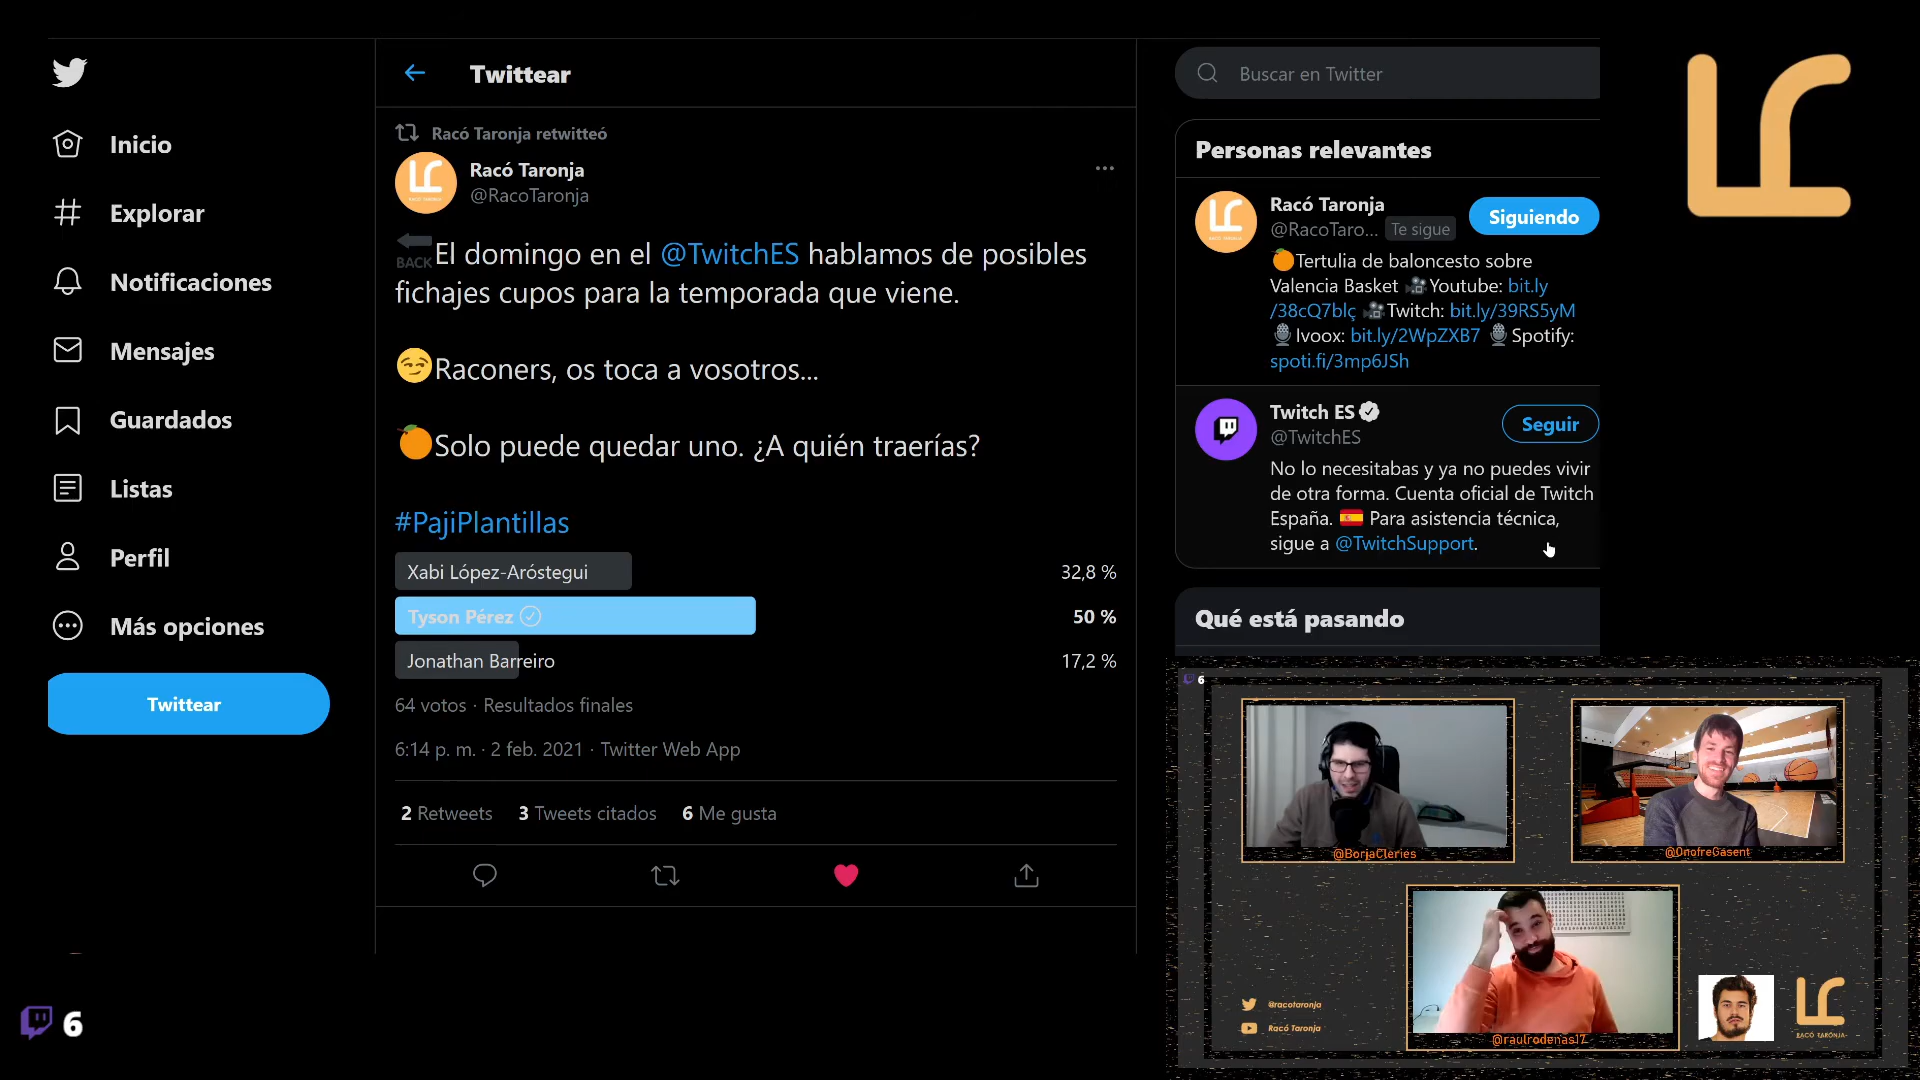 Inicio
Explorar
Notificaciones
Mensajes
Guardados
Listas
Perfil
Más opciones
Twittear
6
Twittear
Racó Taronja retwitteó
Racó Taronja
@RacoTaronja
BACK El domingo en el @TwitchES hablamos de posibles
fichajes cupos para la temporada que viene.
Raconers, os toca a vosotros...
Solo puede quedar uno. ¿A quién traerías?
#PajiPlantillas
Xabi López-Aróstegui 32,8 %
Tyson Pérez 50 %
Jonathan Barreiro 17,2 %
64 votos · Resultados finales
6:14 p. m. · 2 feb. 2021 · Twitter Web App
2 Retweets 3 Tweets citados 6 Me gusta
Buscar en Twitter
Personas relevantes
Racó Taronja
@RacoTaro... Te sigue
Siguiendo
Tertulia de baloncesto sobre
Valencia Basket Youtube: bit.ly
/38cQ7blç Twitch: bit.ly/39RS5yM
Ivoox: bit.ly/2WpZXB7 Spotify:
spoti.fi/3mp6JSh
Twitch ES
@TwitchES
Seguir
No lo necesitabas y ya no puedes vivir
de otra forma. Cuenta oficial de Twitch
España. Para asistencia técnica,
sigue a @TwitchSupport.
Qué está pasando
6
@BorjaCleries
@OnofreGasent
@raulrodenas17
@racotaronja
Racó Taronja
RACÓ TARONJA